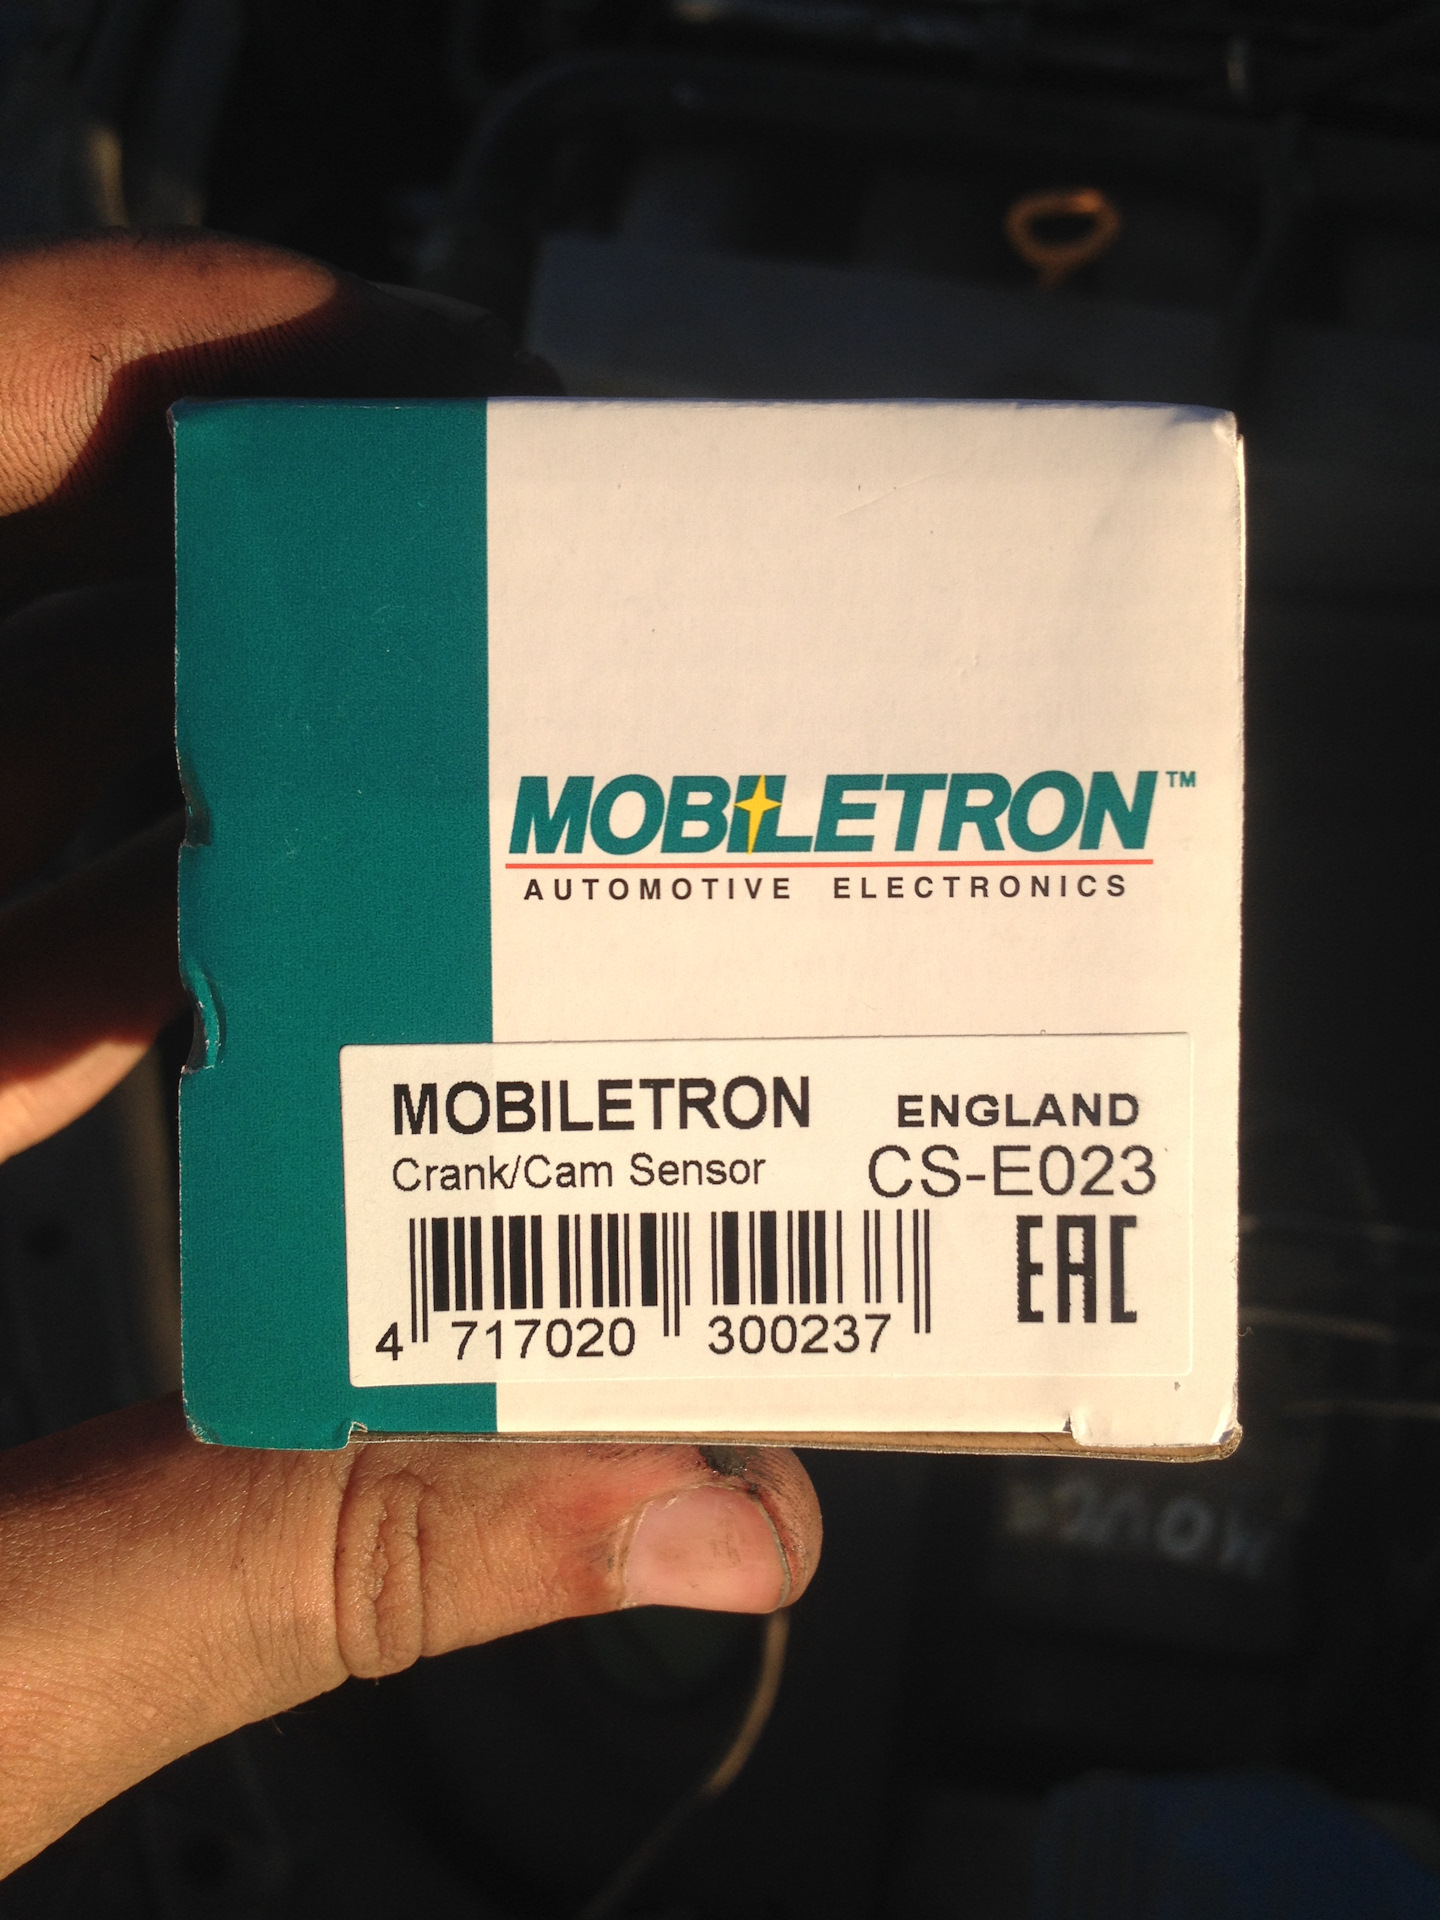 MOBILETRON™
AUTOMOTIVE ELECTRONICS
MOBILETRON ENGLAND
Crank/Cam Sensor CS-E023
EAC
4 717020 300237